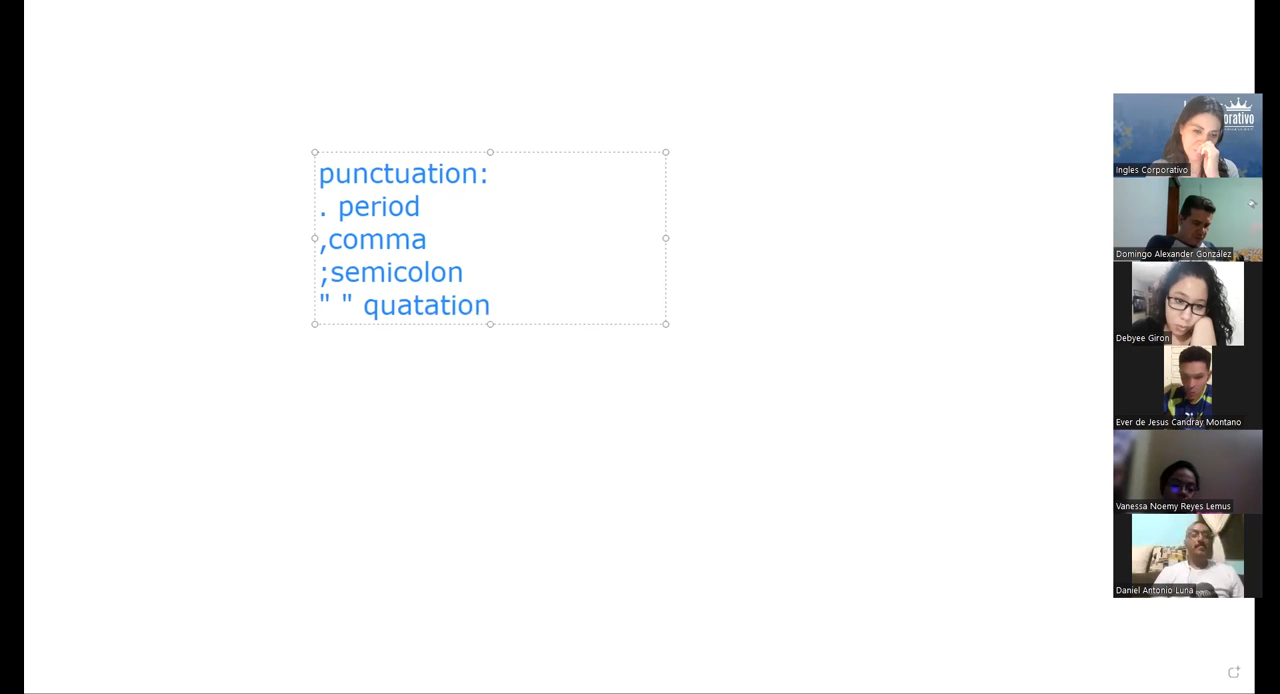 punctuation:
. period
,comma
;semicolon
" " quatation
orativo
Ingles Corporativo
Domingo Alexander González
Debyee Giron
Ever de Jesus Candray Montano
Vanessa Noemy Reyes Lemus
Daniel Antonio Luna